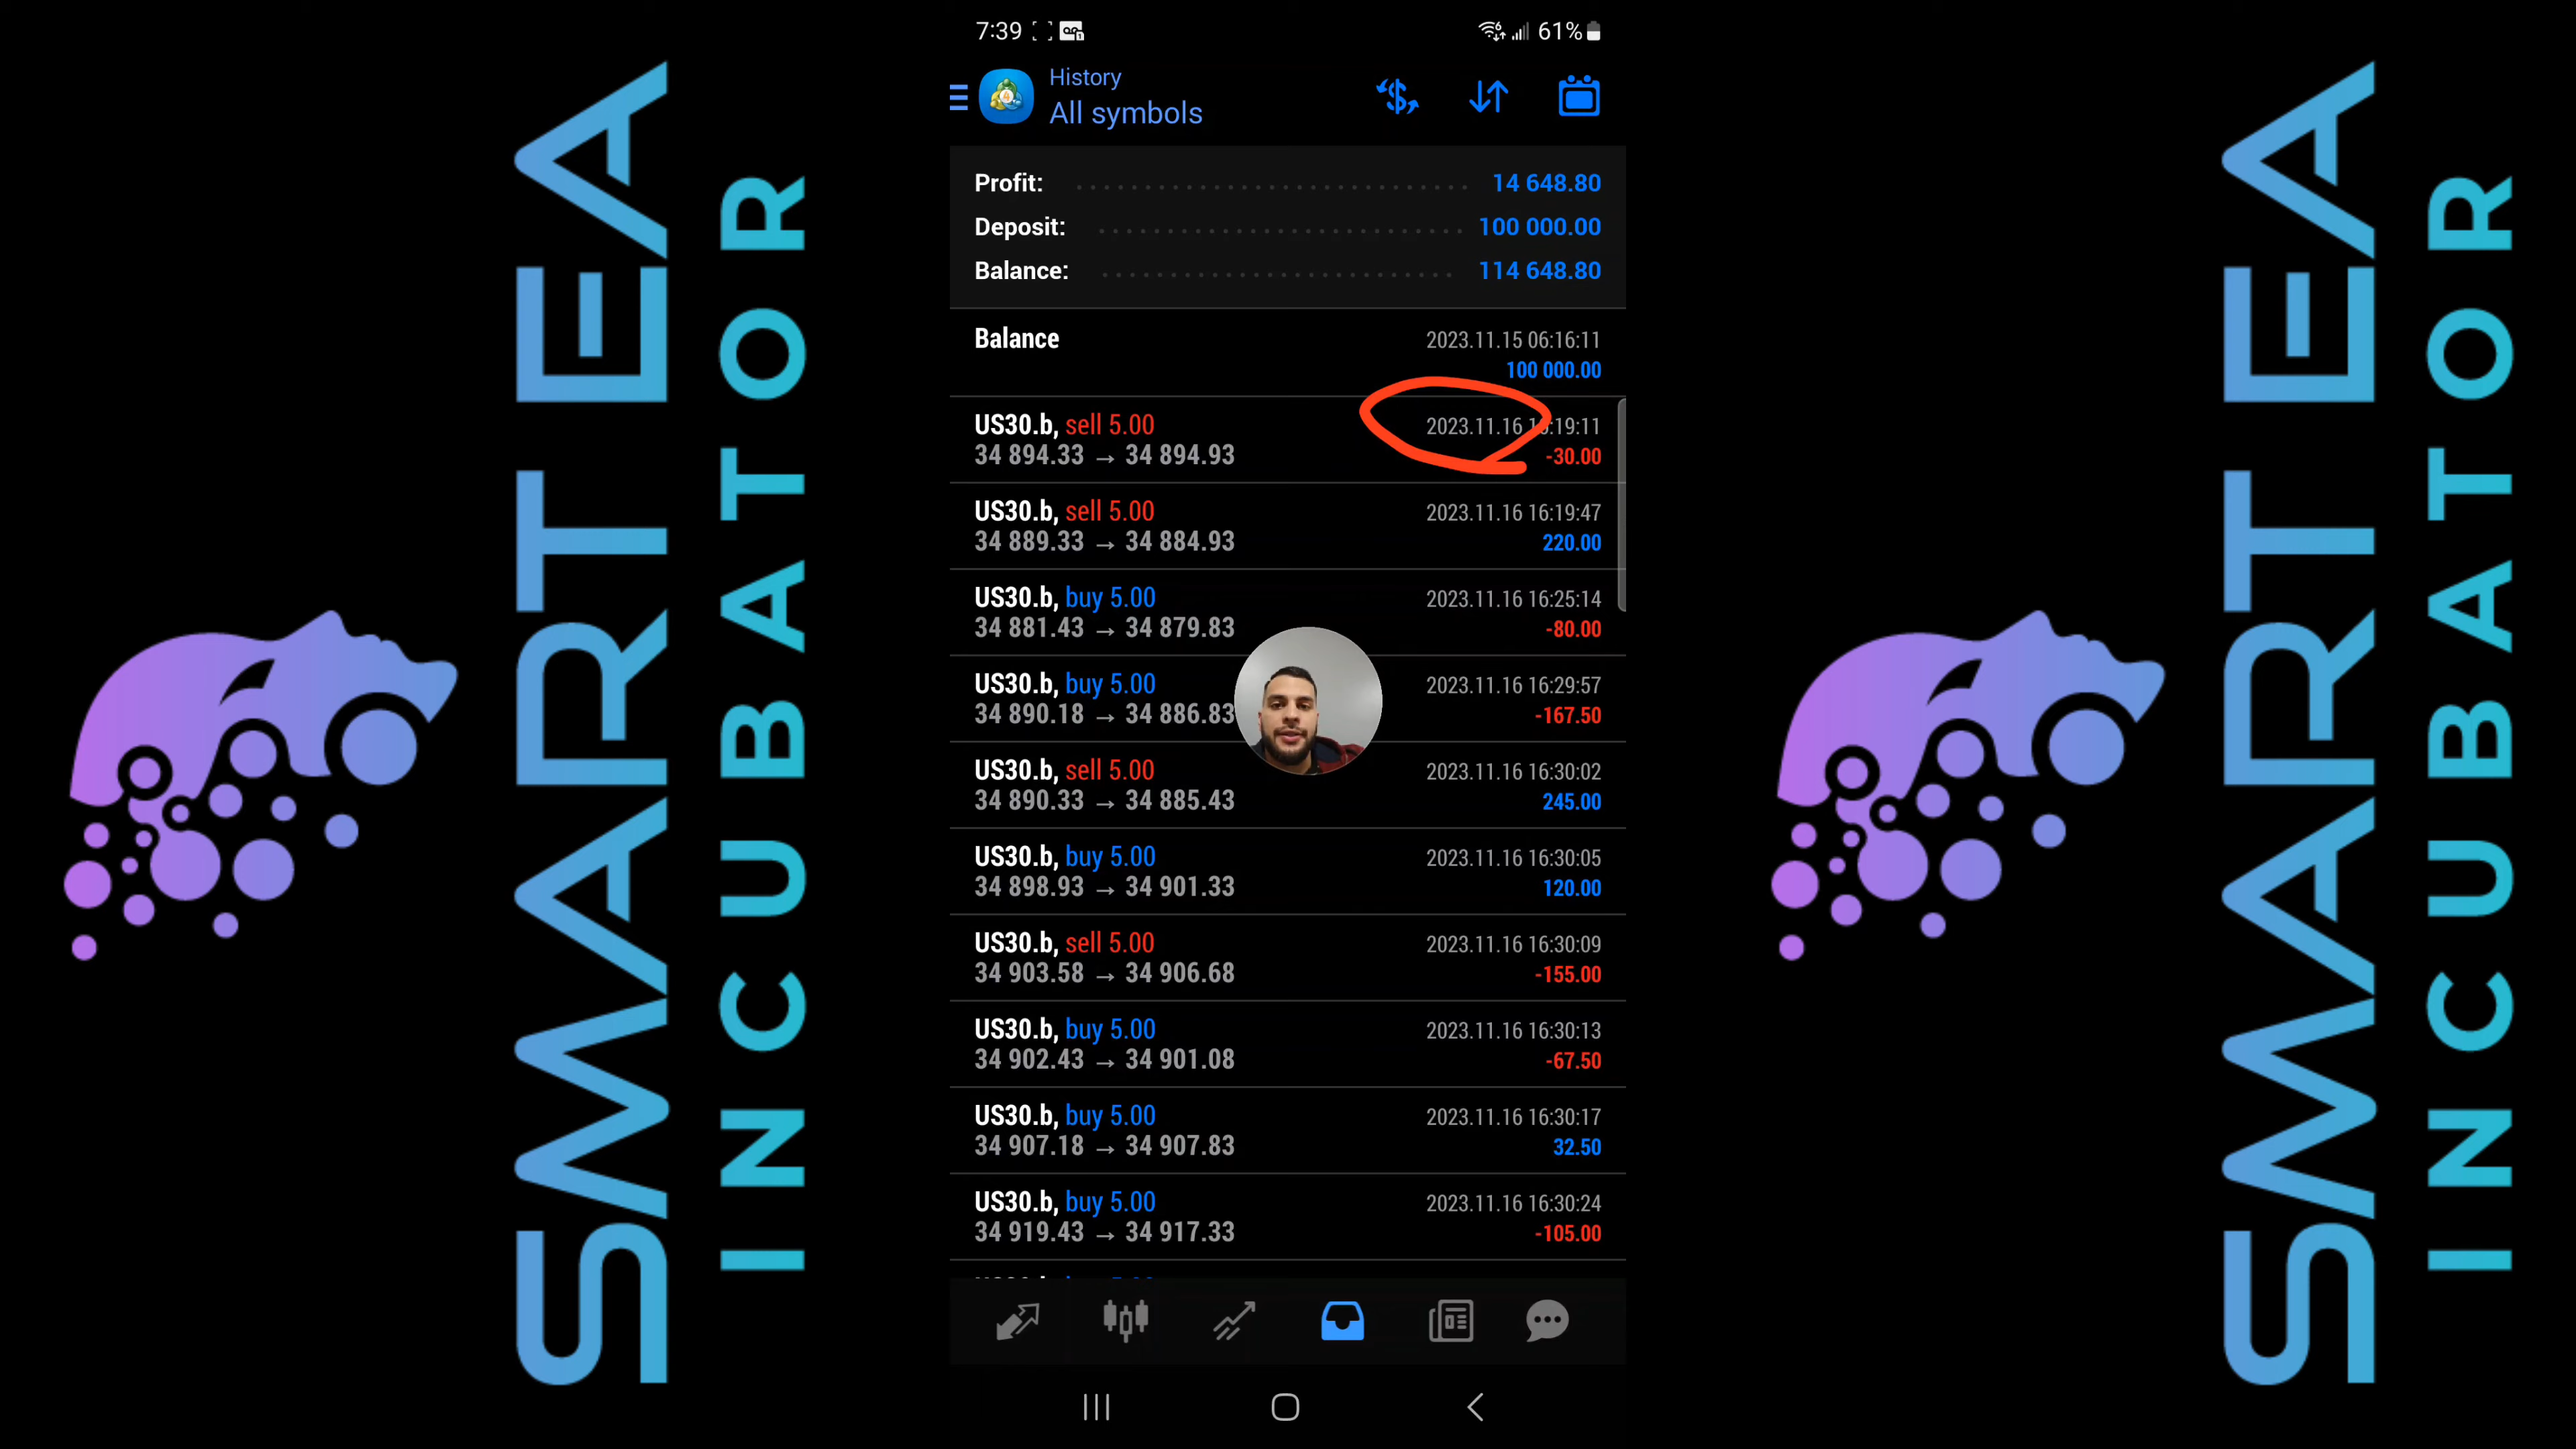 SMART EA
INCUBATOR
7:39
61%
History
All symbols
Profit: 14 648.80
Deposit: 100 000.00
Balance: 114 648.80
Balance 2023.11.15 06:16:11
100 000.00
US30.b, sell 5.00 2023.11.16 16:19:11
34 894.33 → 34 894.93 -30.00
US30.b, sell 5.00 2023.11.16 16:19:47
34 889.33 → 34 884.93 220.00
US30.b, buy 5.00 2023.11.16 16:25:14
34 881.43 → 34 879.83 -80.00
US30.b, buy 5.00 2023.11.16 16:29:57
34 890.18 → 34 886.83 -167.50
US30.b, sell 5.00 2023.11.16 16:30:02
34 890.33 → 34 885.43 245.00
US30.b, buy 5.00 2023.11.16 16:30:05
34 898.93 → 34 901.33 120.00
US30.b, sell 5.00 2023.11.16 16:30:09
34 903.58 → 34 906.68 -155.00
US30.b, buy 5.00 2023.11.16 16:30:13
34 902.43 → 34 901.08 -67.50
US30.b, buy 5.00 2023.11.16 16:30:17
34 907.18 → 34 907.83 32.50
US30.b, buy 5.00 2023.11.16 16:30:24
34 919.43 → 34 917.33 -105.00
SMART EA
INCUBATOR